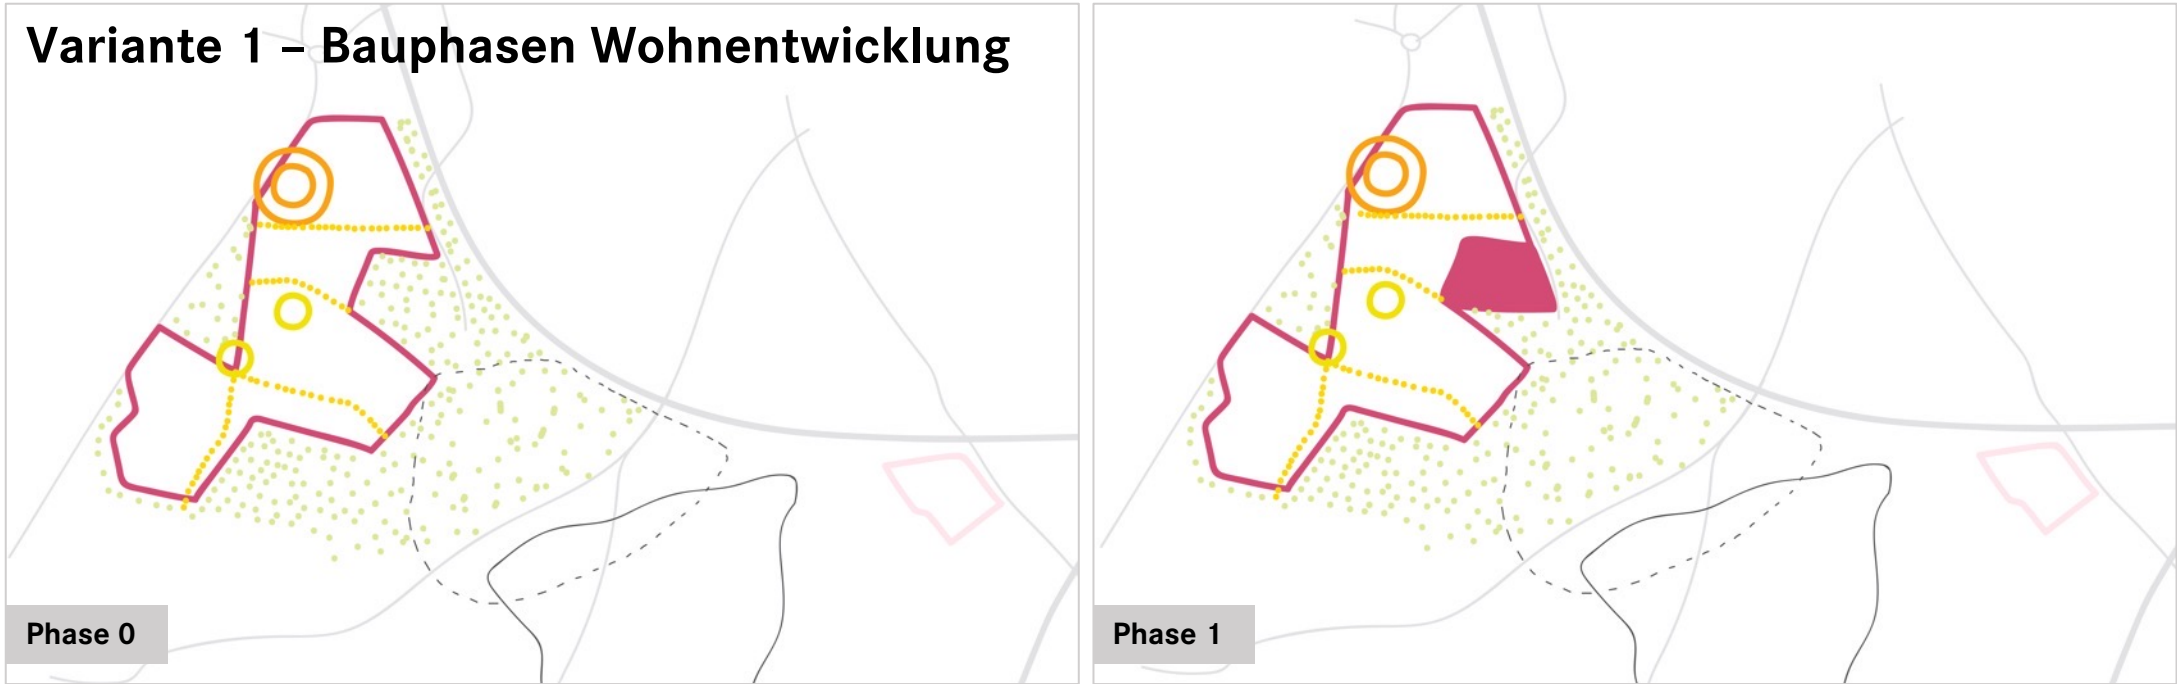 Variante 1 – Bauphasen Wohnentwicklung
Phase 0
Phase 1